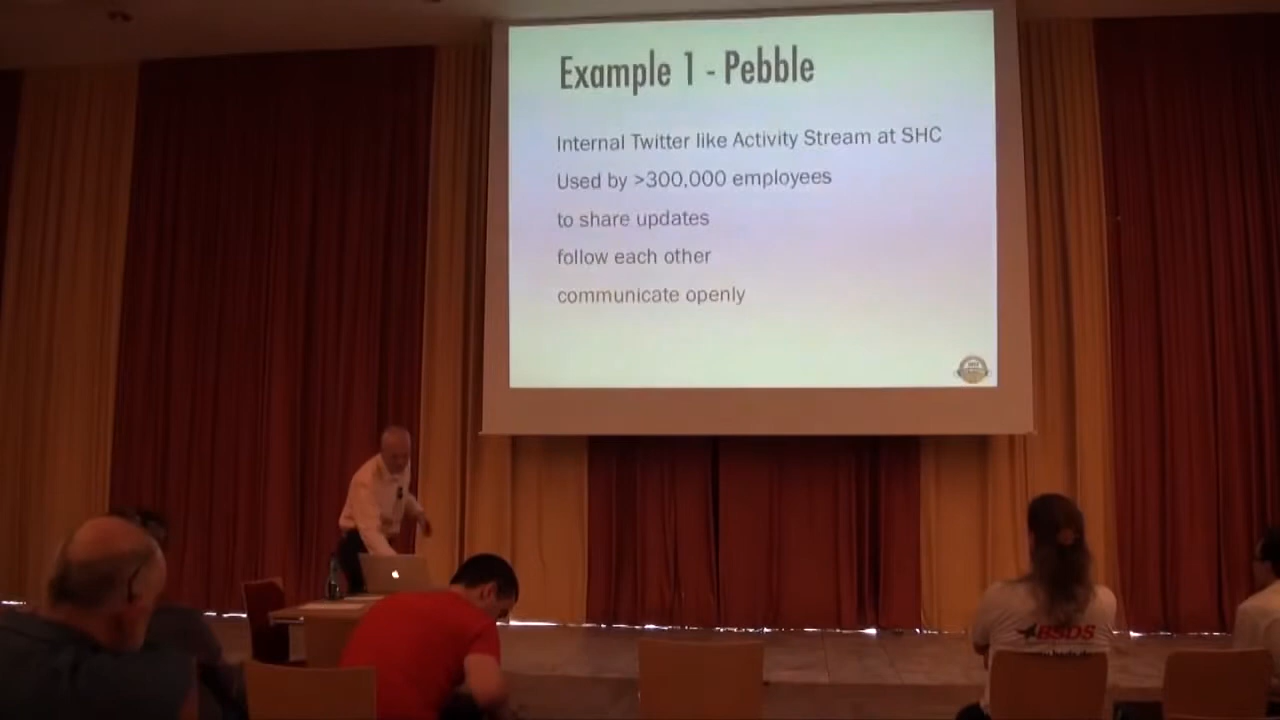 Example 1 - Pebble
Internal Twitter like Activity Stream at SHC
Used by >300,000 employees
to share updates
follow each other
communicate openly
BSDS